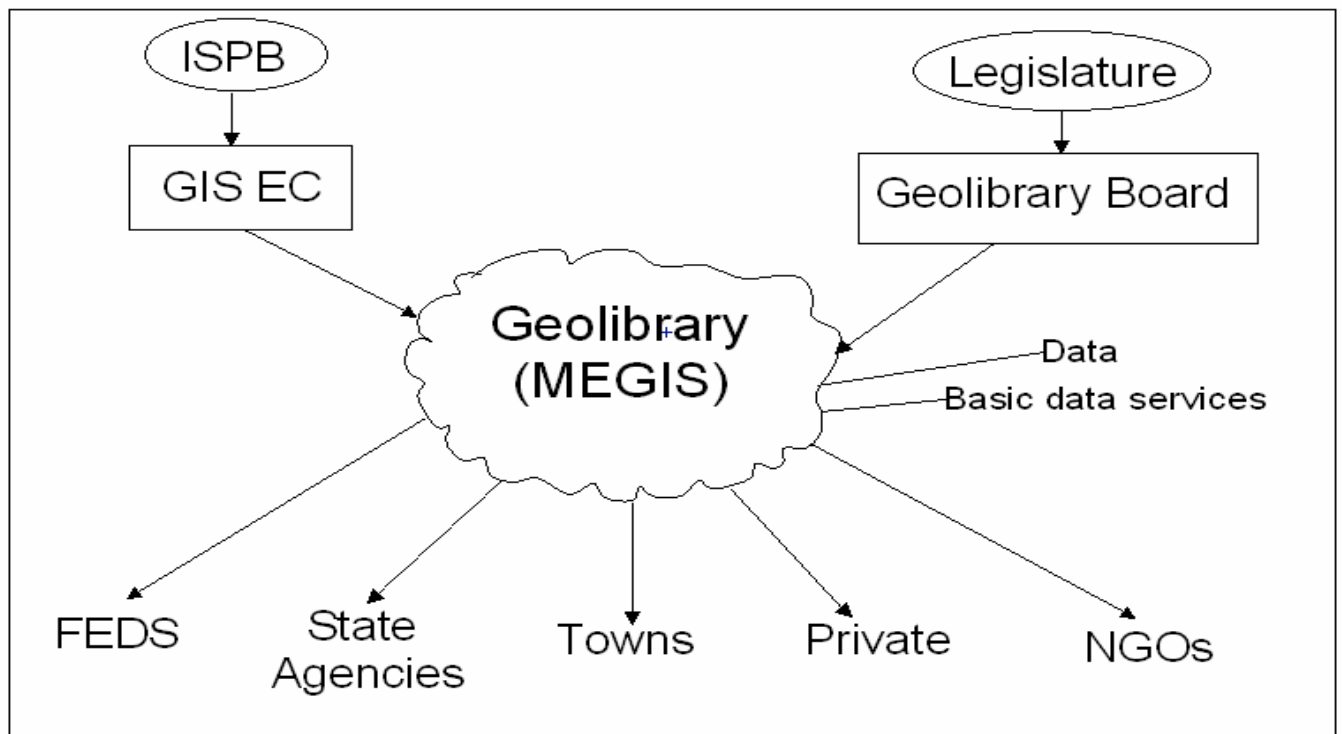 ISPB
Legislature
GIS EC
Geolibrary Board
Geolibrary
(MEGIS)
Data
Basic data services
FEDS
State
Agencies
Towns
Private
NGOs